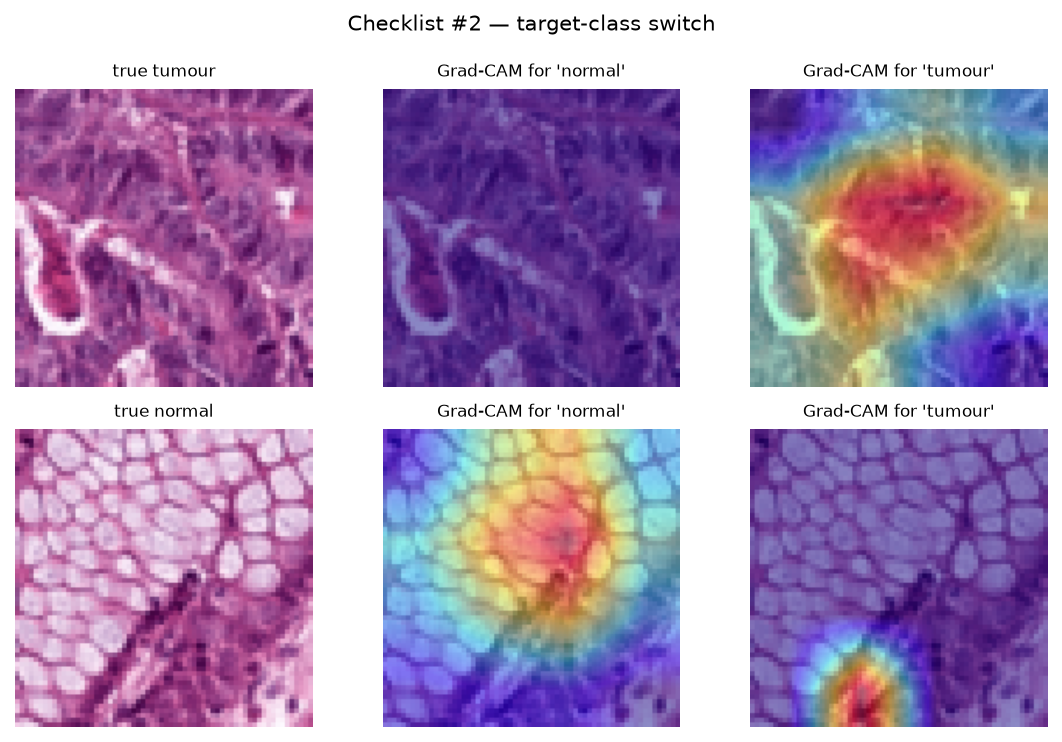 Checklist #2 — target-class switch
true tumour
Grad-CAM for 'normal'
Grad-CAM for 'tumour'
true normal
Grad-CAM for 'normal'
Grad-CAM for 'tumour'